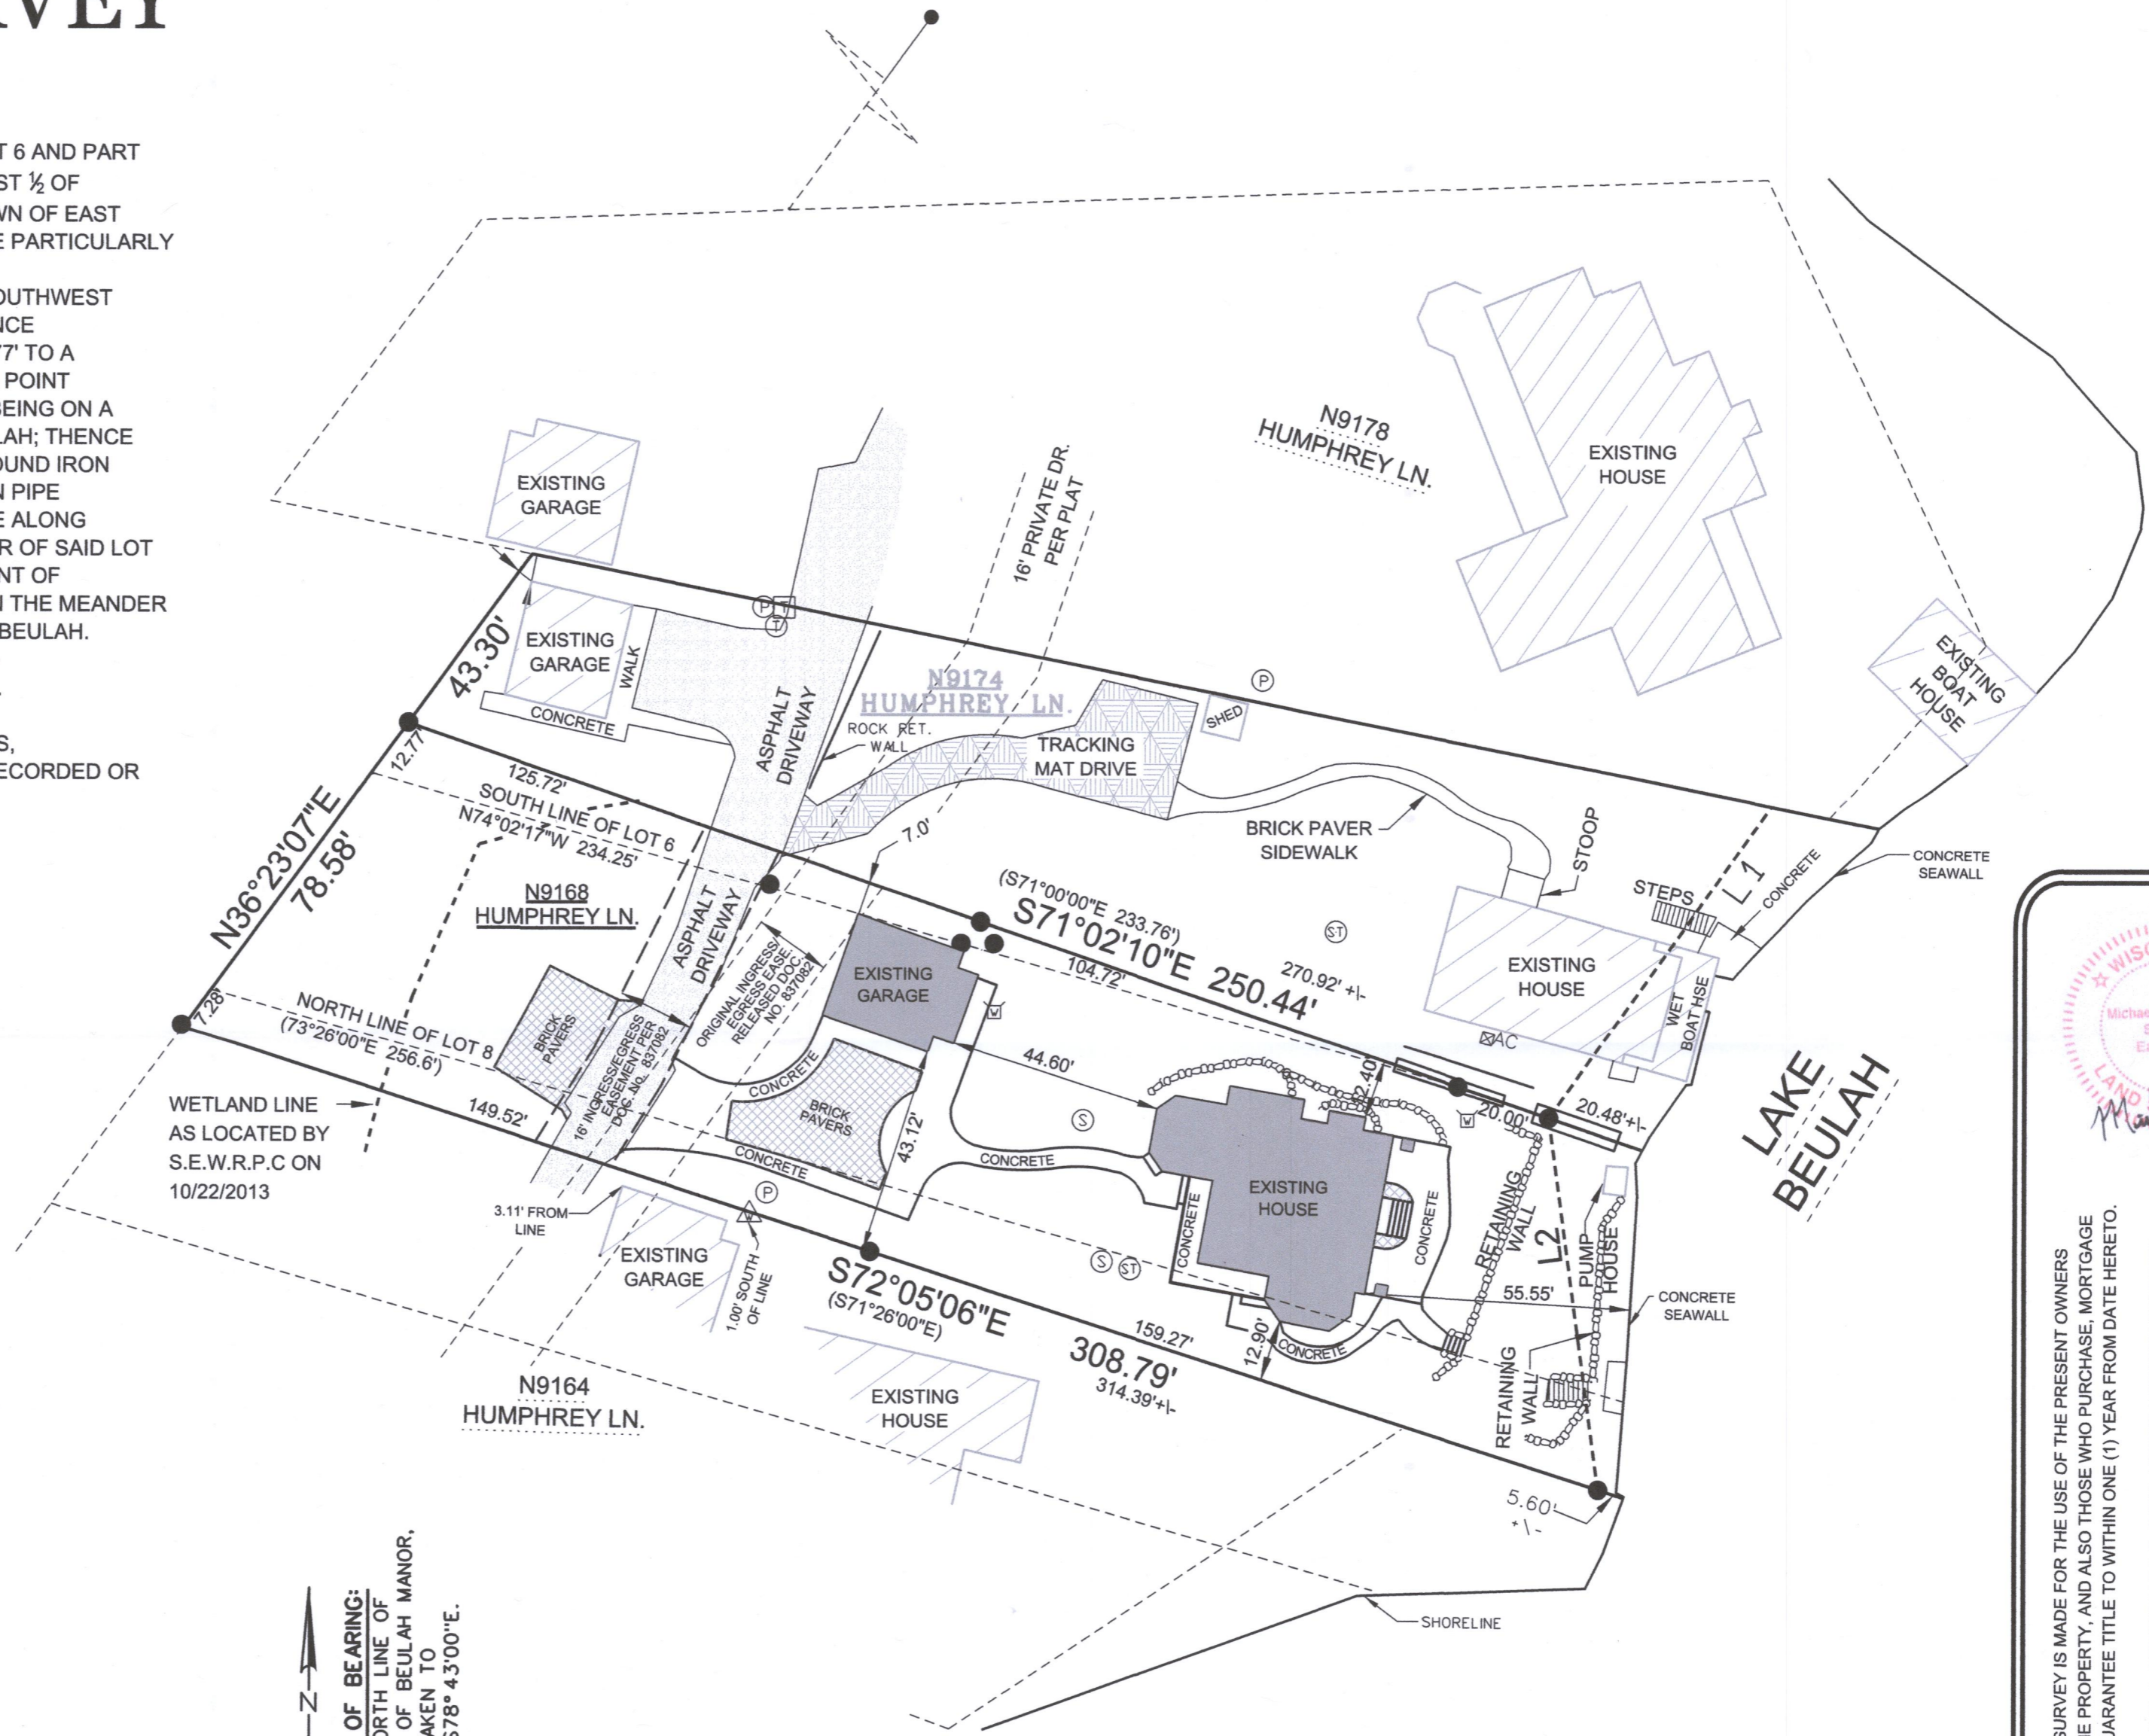 T 6 AND PART
ST ½ OF
WN OF EAST
E PARTICULARLY
OUTHWEST
NCE
77' TO A
POINT
BEING ON A
LAH; THENCE
OUND IRON
N PIPE
E ALONG
R OF SAID LOT
NT OF
N THE MEANDER
BEULAH.
S,
ECORDED OR
EXISTING
GARAGE
16' PRIVATE DR.
PER PLAT
N9178
HUMPHREY LN.
EXISTING
HOUSE
EXISTING
BOAT
HOUSE
P
T
T
EXISTING
GARAGE
WALK
CONCRETE
43.30'
12.77'
ASPHALT
DRIVEWAY
N9174
HUMPHREY LN.
ROCK RET.
WALL
TRACKING
MAT DRIVE
SHED
P
BRICK PAVER
SIDEWALK
STOOP
STEPS
L 1
CONCRETE
CONCRETE
SEAWALL
125.72'
SOUTH LINE OF LOT 6
N74°02'17"W 234.25'
N36°23'07"E
78.58'
N9168
HUMPHREY LN.
7.0'
(S71°00'00"E 233.76')
S71°02'10"E 250.44'
104.72'
270.92' +|-
ST
EXISTING
HOUSE
WET
BOAT HSE
AC
ASPHALT
DRIVEWAY
ORIGINAL INGRESS/
EGRESS EASE.
RELEASED DOC.
NO. 837082
EXISTING
GARAGE
W
7.28'
NORTH LINE OF LOT 8
(73°26'00"E 256.6')
BRICK
PAVERS
16' INGRESS/EGRESS
EASEMENT PER
DOC. No. 837082
CONCRETE
BRICK
PAVERS
44.60'
43.12'
S
20.00'
20.48'+|-
W
LAKE
BEULAH
WETLAND LINE
AS LOCATED BY
S.E.W.R.P.C ON
10/22/2013
149.52'
CONCRETE
CONCRETE
P
W
3.11' FROM
LINE
1.00' SOUTH
OF LINE
EXISTING
GARAGE
EXISTING
HOUSE
CONCRETE
CONCRETE
RETAINING
WALL
L2
PUMP
HOUSE
S
ST
S72°05'06"E
(S71°26'00"E)
308.79'
159.27'
314.39'+|-
12.90'
CONCRETE
55.55'
CONCRETE
SEAWALL
RETAINING
WALL
N9164
HUMPHREY LN.
EXISTING
HOUSE
5.60'
+\-
SHORELINE
N
OF BEARING:
ORTH LINE OF
OF BEULAH MANOR,
AKEN TO
S78°43'00"E.
WISC
Michae
S
Ea
LAND
SURVEY IS MADE FOR THE USE OF THE PRESENT OWNERS
E PROPERTY, AND ALSO THOSE WHO PURCHASE, MORTGAGE
UARANTEE TITLE TO WITHIN ONE (1) YEAR FROM DATE HERETO.